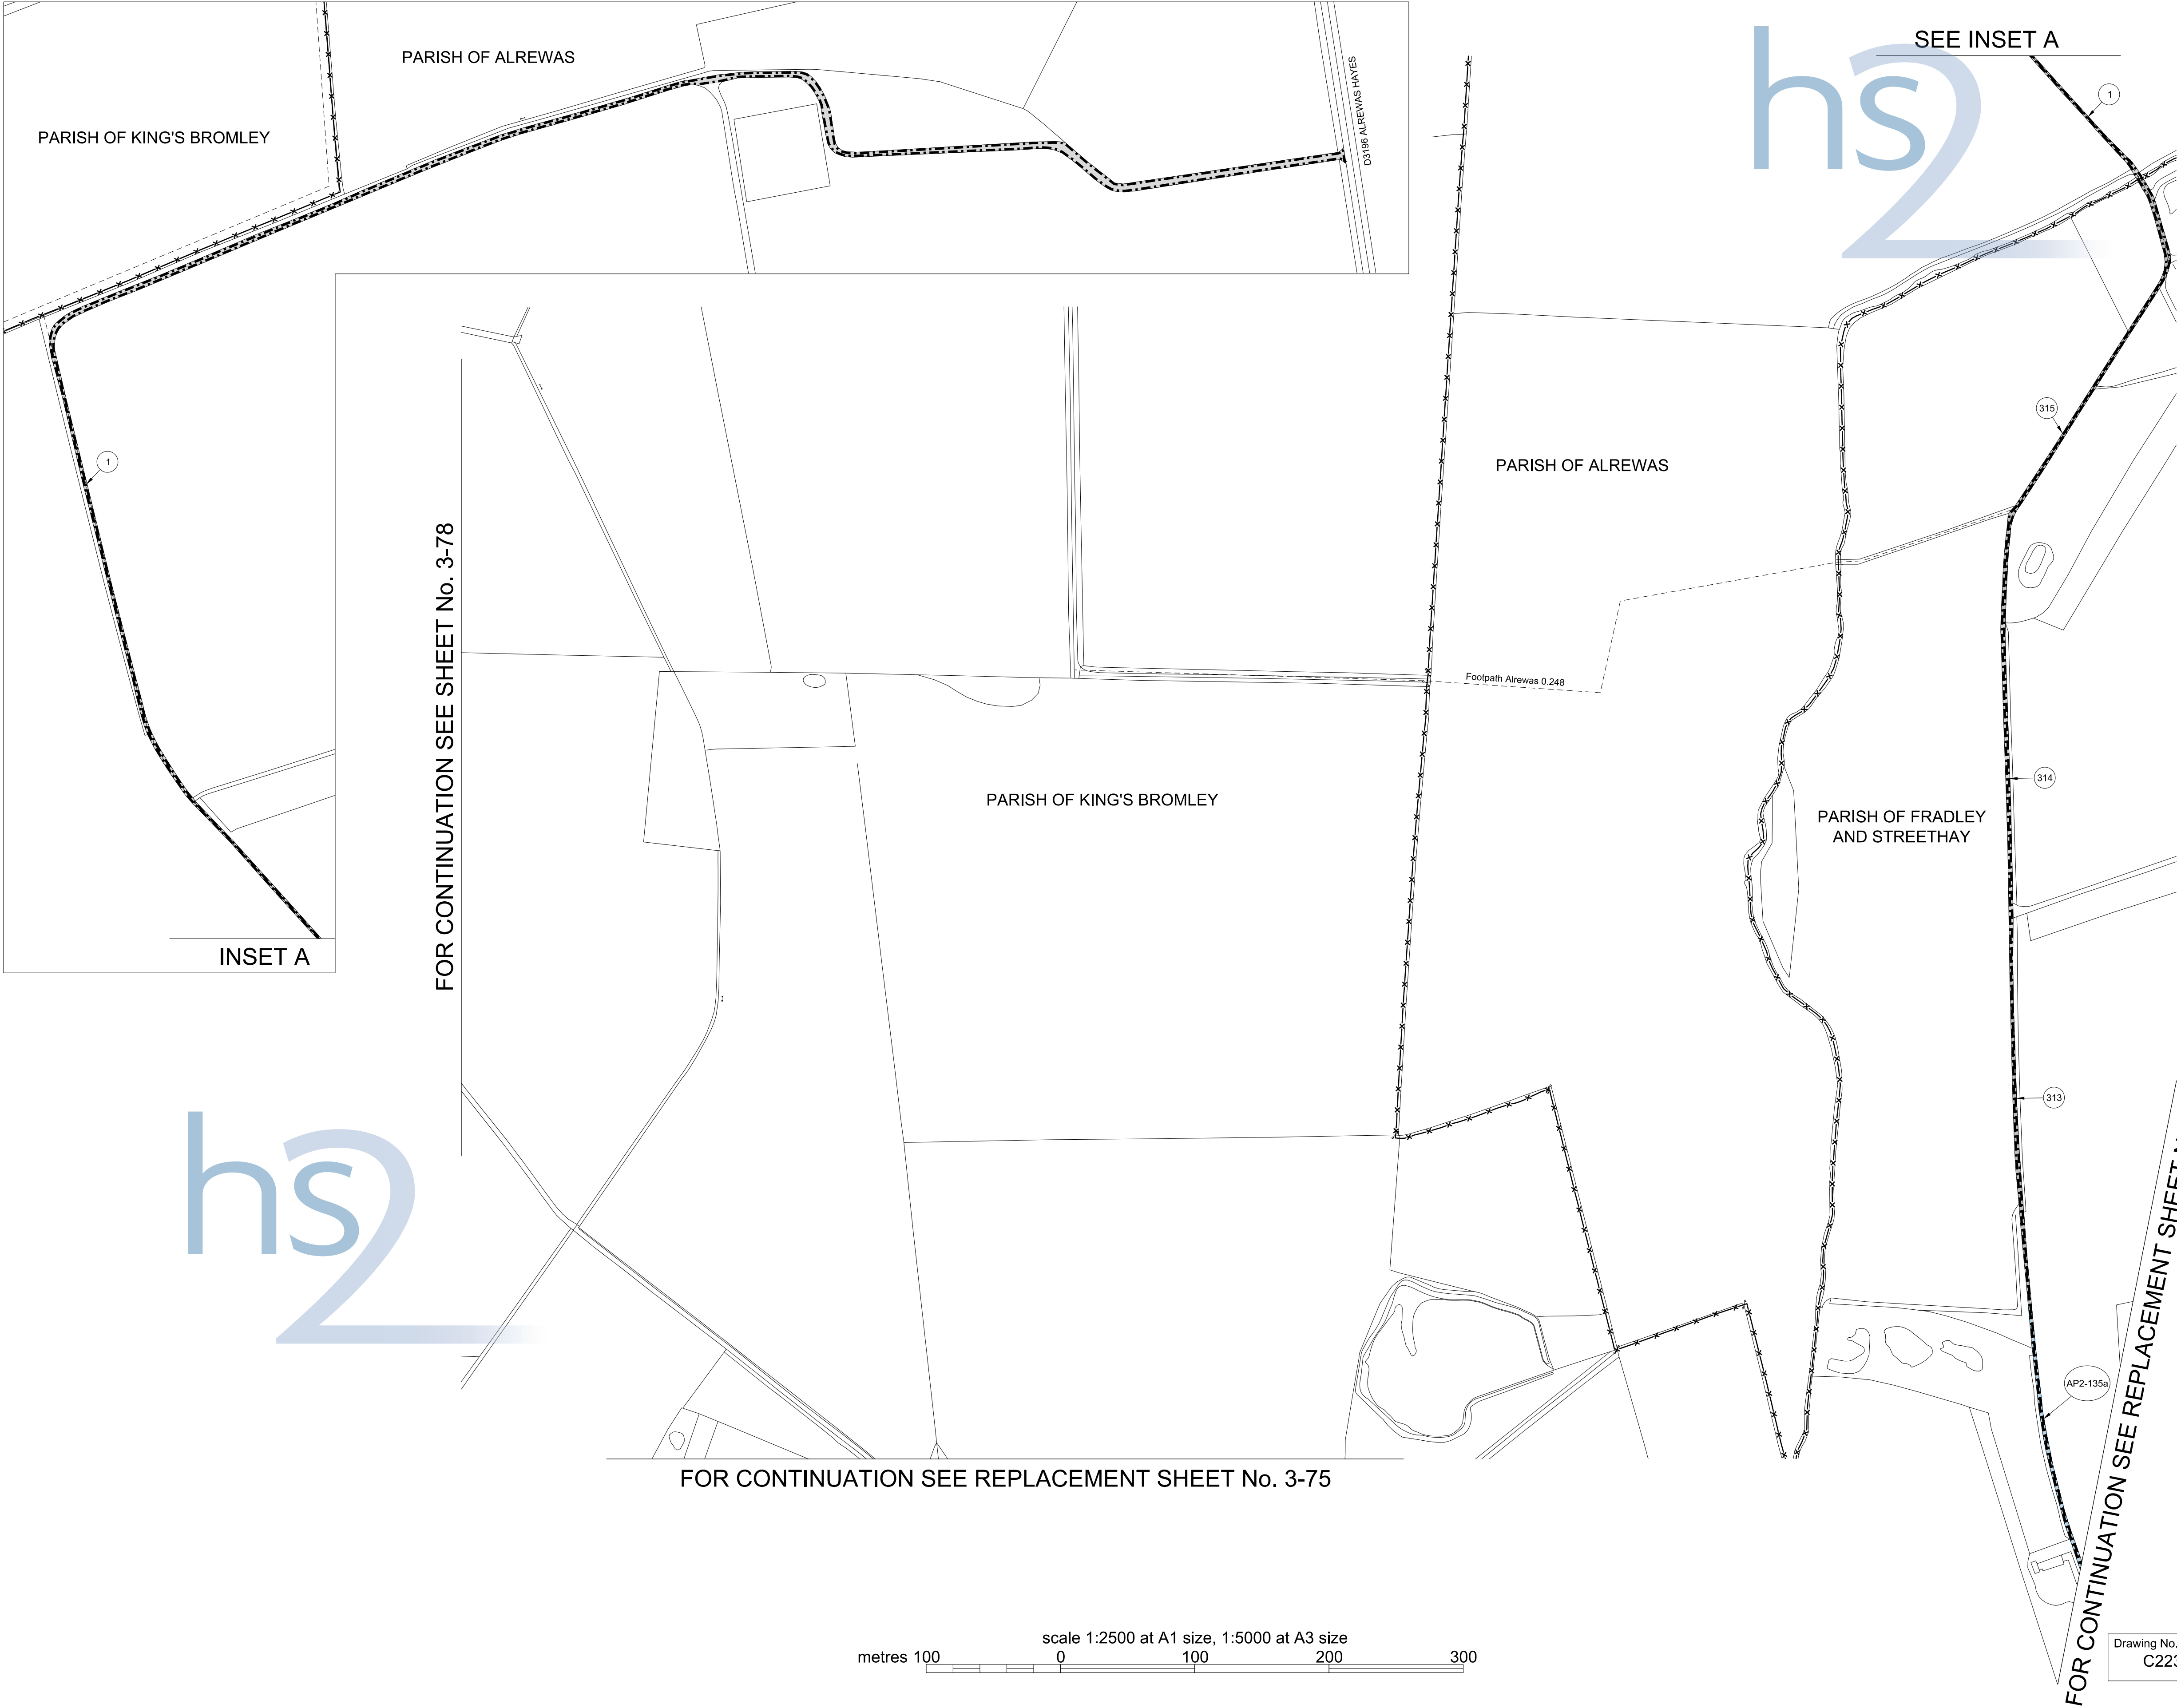 PARISH OF ALREWAS
PARISH OF KING'S BROMLEY
D3196 ALREWAS HAYES
1
INSET A
SEE INSET A
hs2
1
315
PARISH OF ALREWAS
FOR CONTINUATION SEE SHEET No. 3-78
Footpath Alrewas 0.248
314
PARISH OF KING'S BROMLEY
PARISH OF FRADLEY
AND STREETHAY
313
hs2
AP2-135a
FOR CONTINUATION SEE REPLACEMENT SHEET
FOR CONTINUATION SEE REPLACEMENT SHEET No. 3-75
scale 1:2500 at A1 size, 1:5000 at A3 size
metres 100 0 100 200 300
Drawing No.
C223